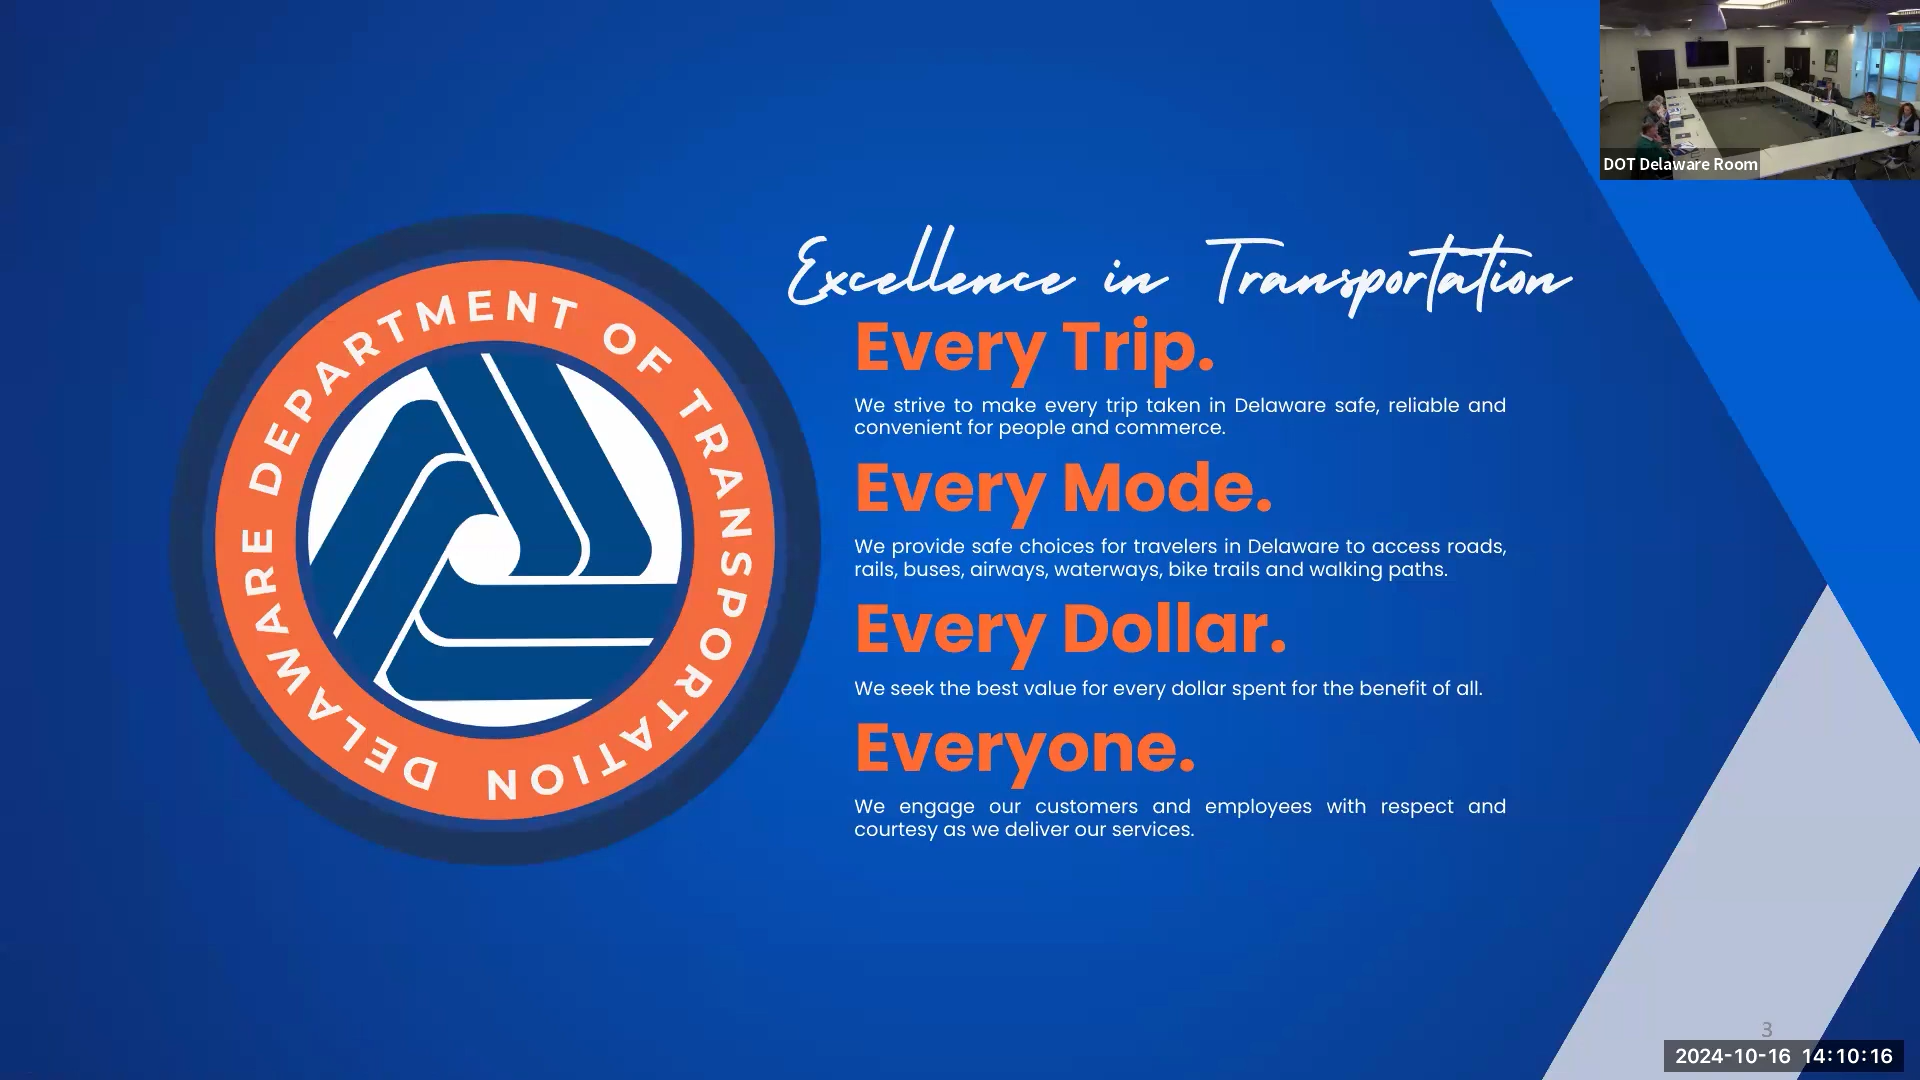 DOT Delaware Room
DELAWARE DEPARTMENT OF TRANSPORTATION
Excellence in Transportation
Every Trip.
We strive to make every trip taken in Delaware safe, reliable and
convenient for people and commerce.
Every Mode.
We provide safe choices for travelers in Delaware to access roads,
rails, buses, airways, waterways, bike trails and walking paths.
Every Dollar.
We seek the best value for every dollar spent for the benefit of all.
Everyone.
We engage our customers and employees with respect and
courtesy as we deliver our services.
3
2024-10-16 14:10:16